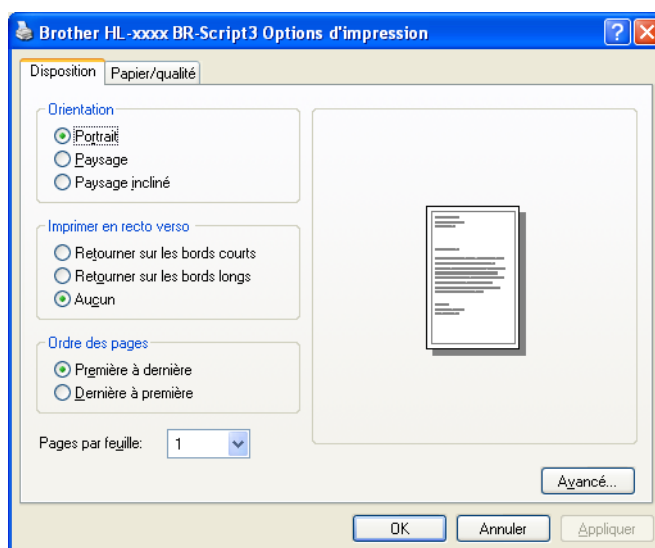 Brother HL-xxxx BR-Script3 Options d'impression
Disposition
Papier/qualité
Orientation
Portrait
Paysage
Paysage incliné
Imprimer en recto verso
Retourner sur les bords courts
Retourner sur les bords longs
Aucun
Ordre des pages
Première à dernière
Dernière à première
Pages par feuille: 1
Avancé...
OK
Annuler
Appliquer